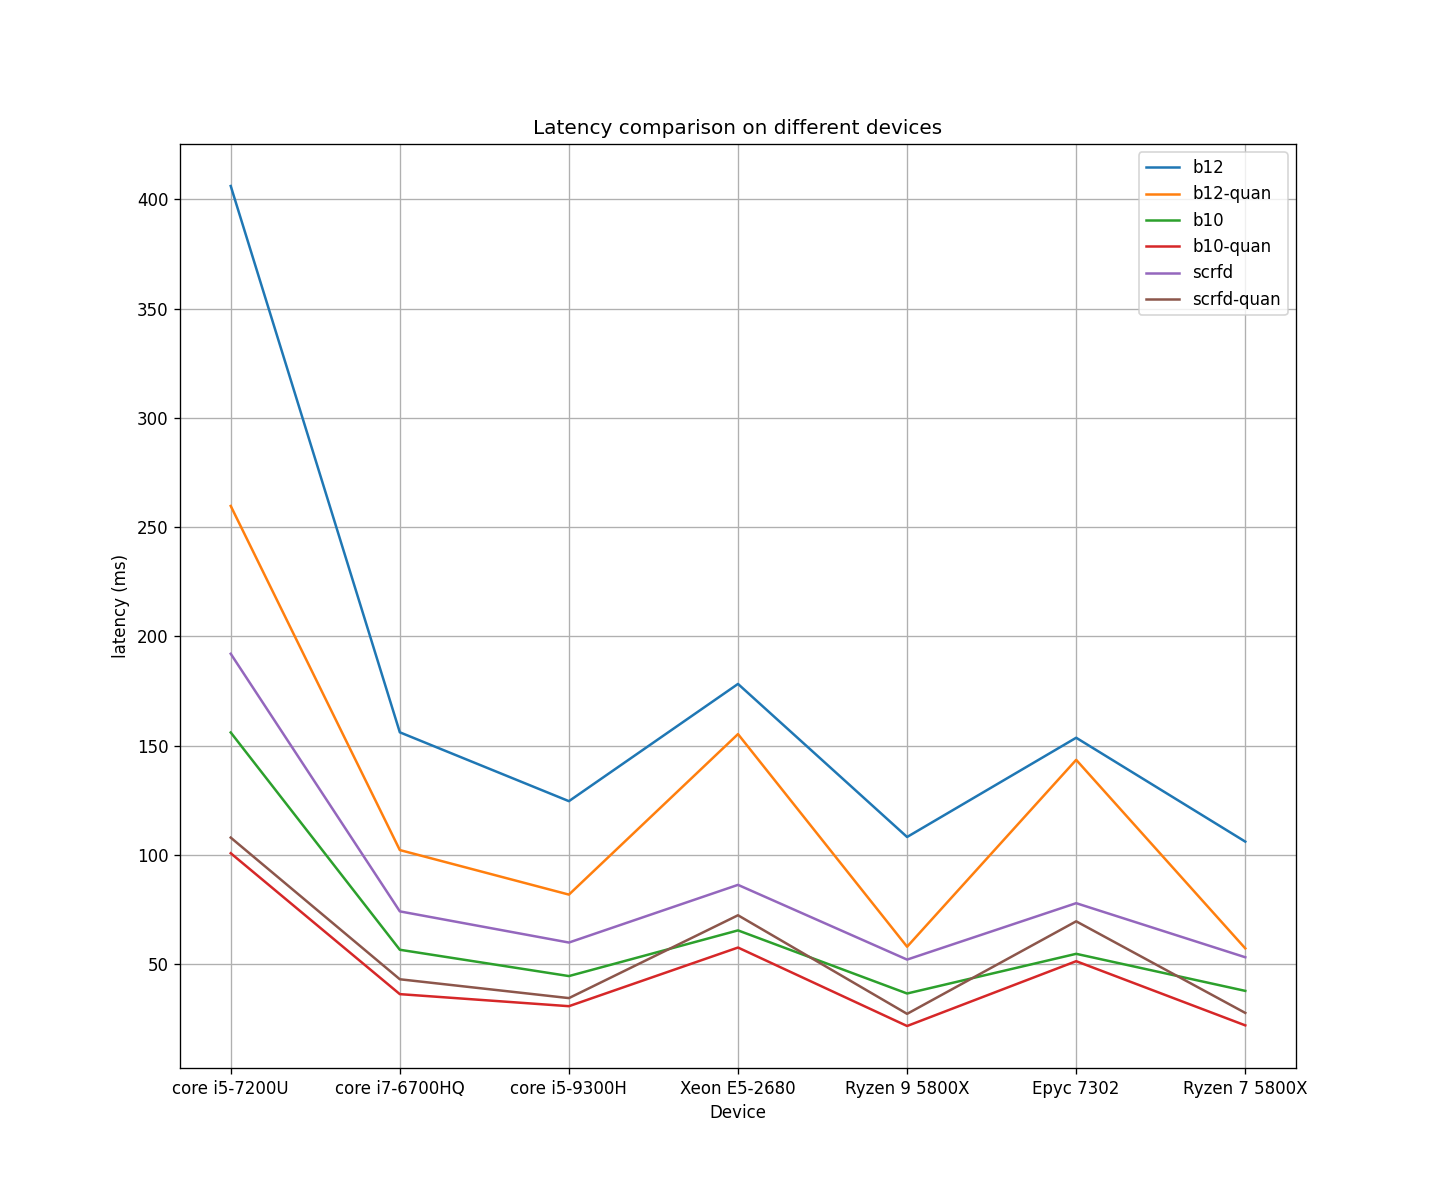 Latency comparison on different devices
b12
b12-quan
b10
b10-quan
scrfd
scrfd-quan
400
350
300
250
200
150
100
50
latency (ms)
core i5-7200U
core i7-6700HQ
core i5-9300H
Xeon E5-2680
Ryzen 9 5800X
Epyc 7302
Ryzen 7 5800X
Device